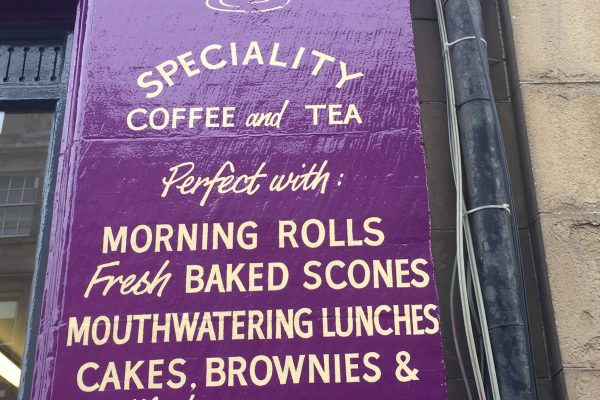 SPECIALITY
COFFEE and TEA
Perfect with:
MORNING ROLLS
Fresh BAKED SCONES
MOUTHWATERING LUNCHES
CAKES, BROWNIES &